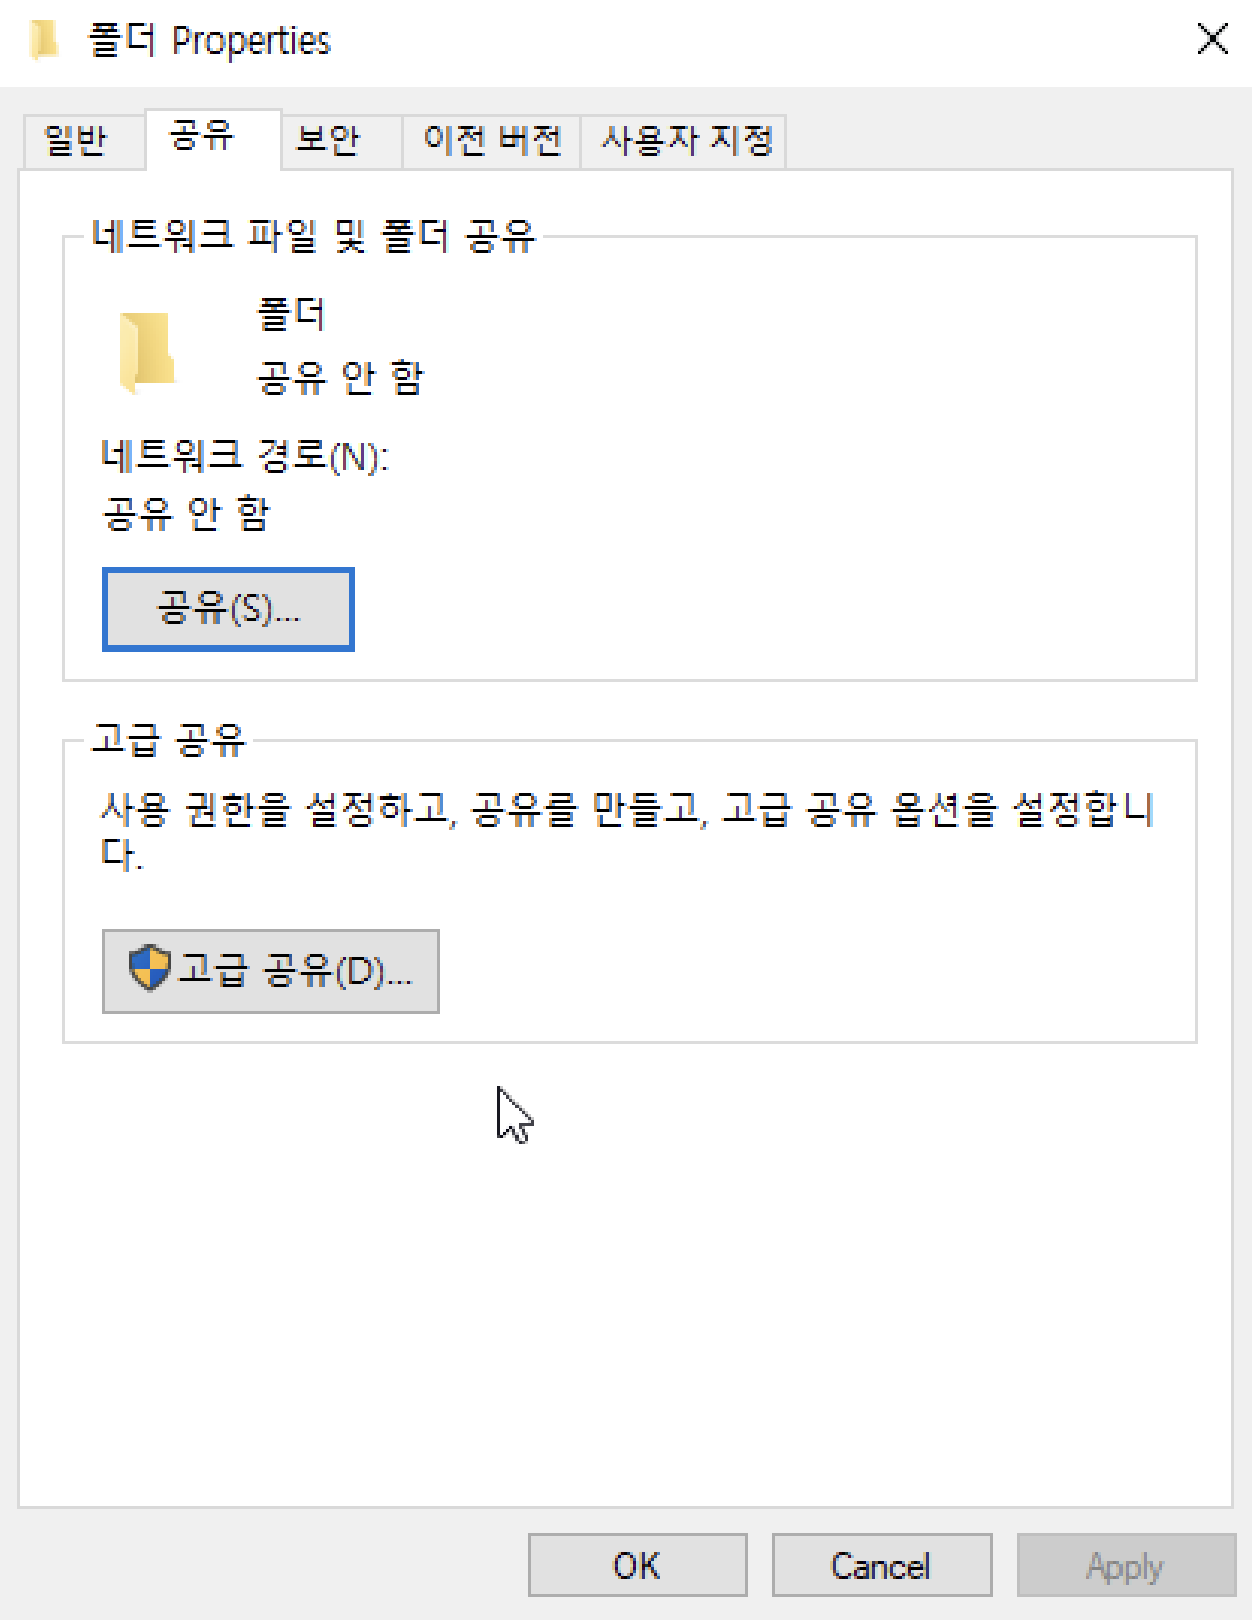 폴더 Properties
일반 공유 보안 이전 버전 사용자 지정
네트워크 파일 및 폴더 공유
폴더
공유 안 함
네트워크 경로(N):
공유 안 함
공유(S)...
고급 공유
사용 권한을 설정하고, 공유를 만들고, 고급 공유 옵션을 설정합니
다.
고급 공유(D)...
OK Cancel Apply